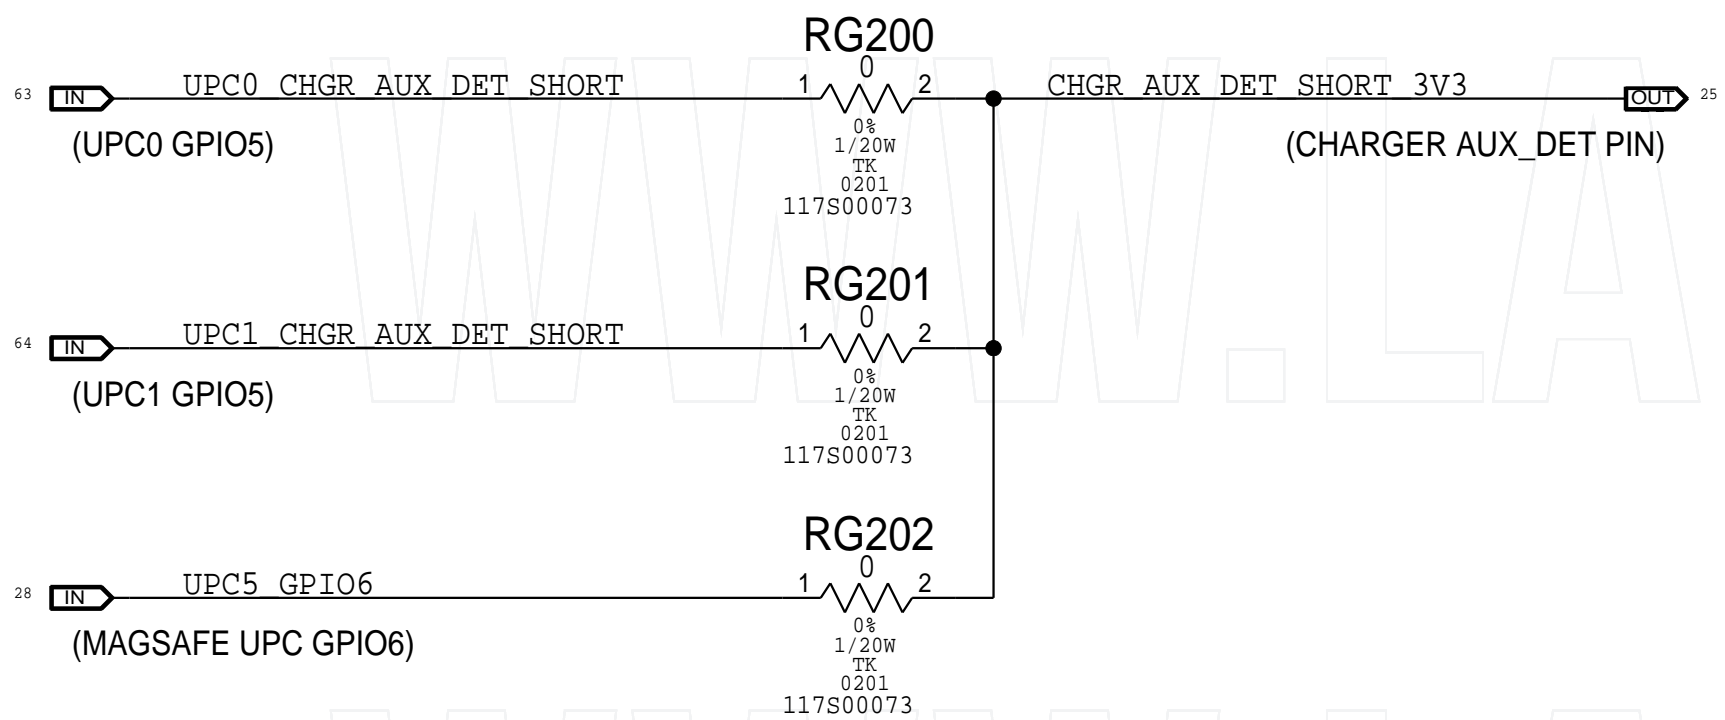 RG200
0
63 IN UPC0_CHGR_AUX_DET_SHORT 1 2 CHGR_AUX_DET_SHORT_3V3 OUT 25
(UPC0 GPIO5) (CHARGER AUX_DET PIN)
0%
1/20W
TK
0201
117S00073
RG201
0
64 IN UPC1_CHGR_AUX_DET_SHORT 1 2
(UPC1 GPIO5)
0%
1/20W
TK
0201
117S00073
RG202
0
28 IN UPC5_GPIO6 1 2
(MAGSAFE UPC GPIO6)
0%
1/20W
TK
0201
117S00073
WWW.LA